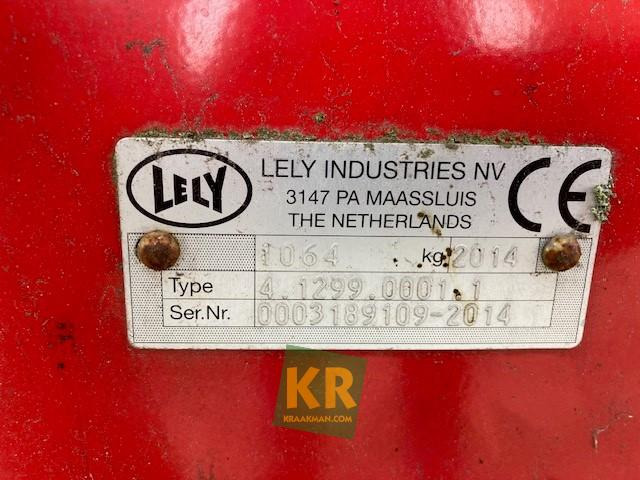 LELY
LELY INDUSTRIES NV
3147 PA MAASSLUIS
THE NETHERLANDS
CE
1064 kg 2014
Type 4.1299.0001.1
Ser.Nr. 0003189109-2014
KR
KRAAKMAN.COM